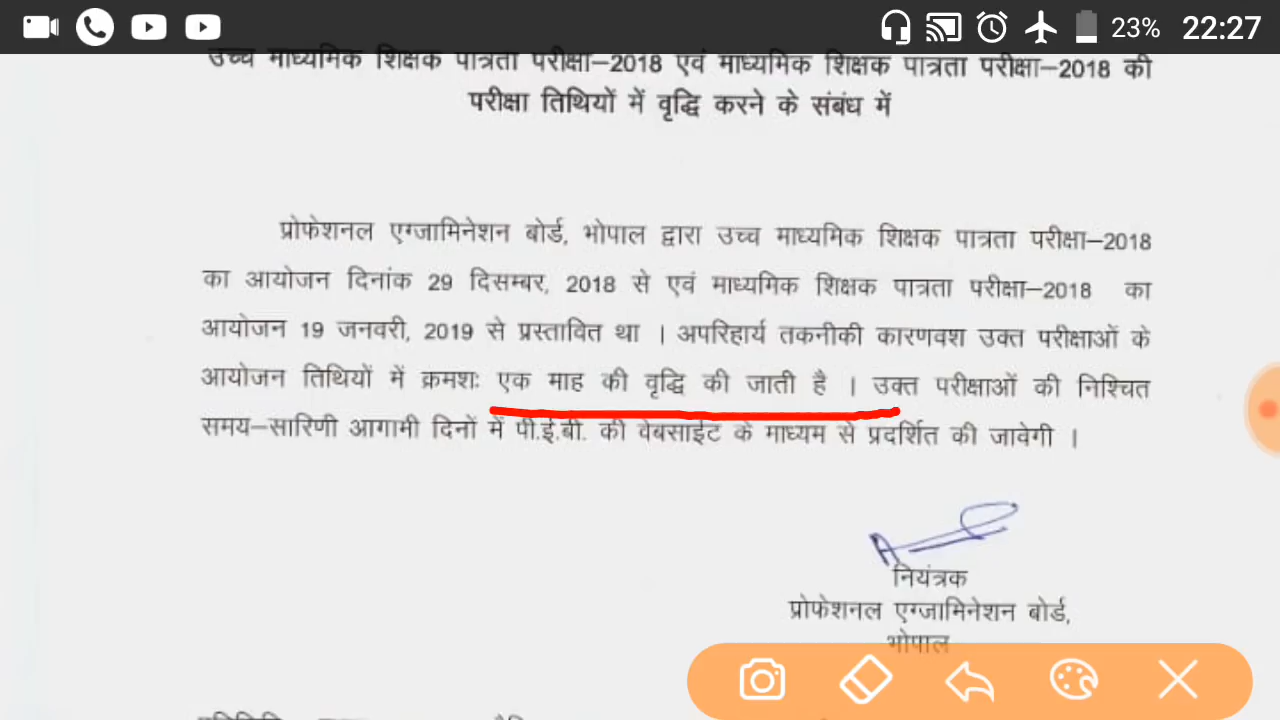 23% 22:27
उच्च माध्यमिक शिक्षक पात्रता परीक्षा–2018 एवं माध्यमिक शिक्षक पात्रता परीक्षा–2018 की
परीक्षा तिथियों में वृद्धि करने के संबंध में
प्रोफेशनल एग्जामिनेशन बोर्ड, भोपाल द्वारा उच्च माध्यमिक शिक्षक पात्रता परीक्षा–2018
का आयोजन दिनांक 29 दिसम्बर, 2018 से एवं माध्यमिक शिक्षक पात्रता परीक्षा–2018 का
आयोजन 19 जनवरी, 2019 से प्रस्तावित था । अपरिहार्य तकनीकी कारणवश उक्त परीक्षाओं के
आयोजन तिथियों में क्रमशः एक माह की वृद्धि की जाती है । उक्त परीक्षाओं की निश्चित
समय–सारिणी आगामी दिनों में पी.ई.बी. की वेबसाईट के माध्यम से प्रदर्शित की जावेगी ।
नियंत्रक
प्रोफेशनल एग्जामिनेशन बोर्ड,
भोपाल